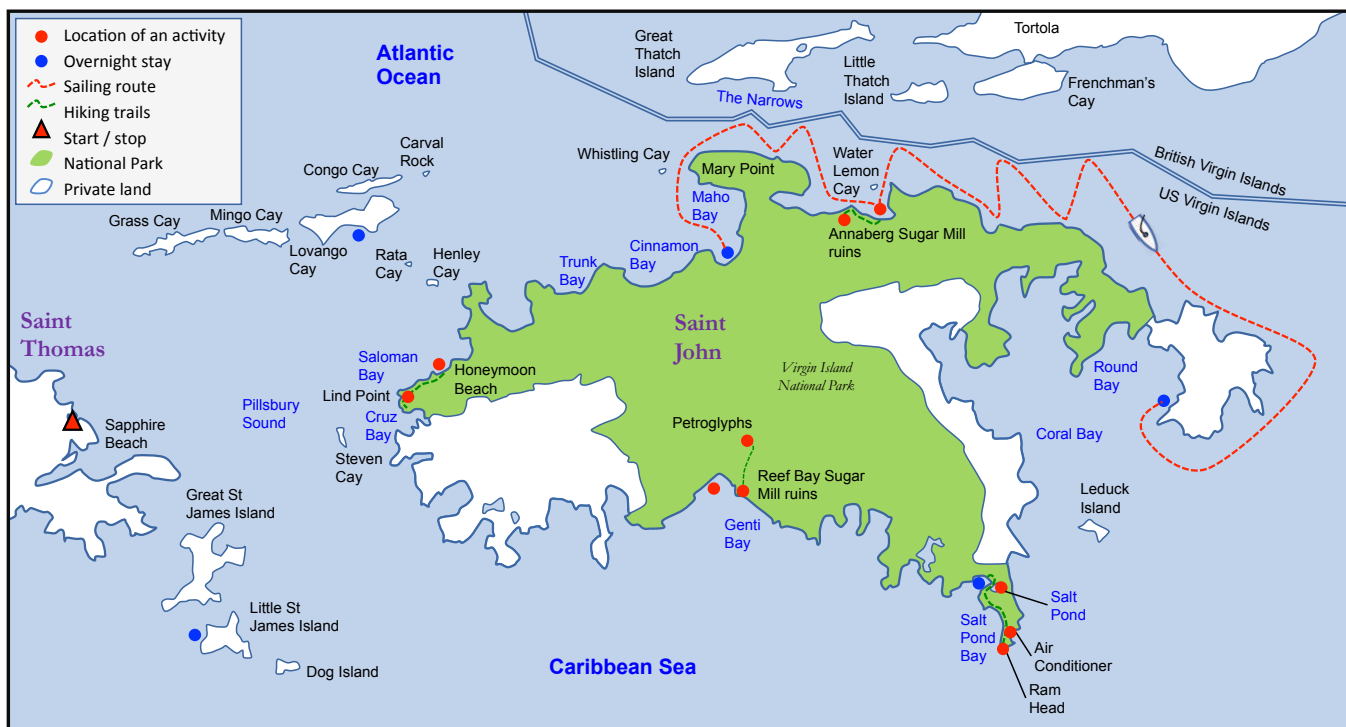 Location of an activity
Overnight stay
Sailing route
Hiking trails
Start / stop
National Park
Private land
Atlantic
Ocean
Great
Thatch
Island
Tortola
Little
Thatch
Island
Frenchman's
Cay
The Narrows
British Virgin Islands
US Virgin Islands
Carval
Rock
Congo Cay
Whistling Cay
Mary Point
Water
Lemon
Cay
Grass Cay
Mingo Cay
Lovango
Cay
Rata
Cay
Henley
Cay
Maho
Bay
Cinnamon
Bay
Trunk
Bay
Annaberg Sugar Mill
ruins
Saint
Thomas
Saint
John
Virgin Island
National Park
Saloman
Bay
Honeymoon
Beach
Lind Point
Cruz
Bay
Pillsbury
Sound
Round
Bay
Sapphire
Beach
Steven
Cay
Petroglyphs
Coral Bay
Reef Bay Sugar
Mill ruins
Genti
Bay
Leduck
Island
Great St
James Island
Little St
James Island
Dog Island
Salt
Pond
Salt
Pond
Bay
Air
Conditioner
Ram
Head
Caribbean Sea